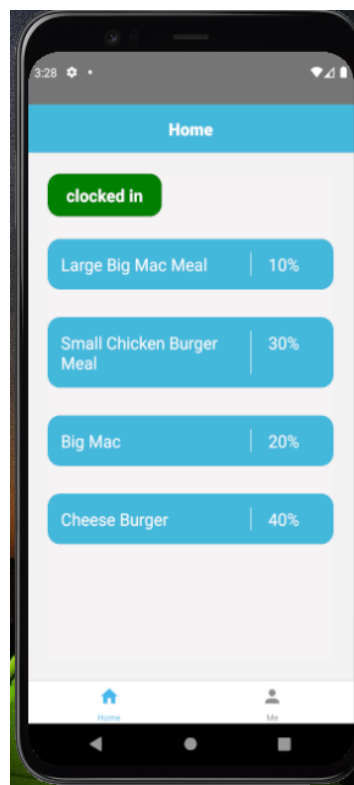 3:28
Home
clocked in
Large Big Mac Meal 10%
Small Chicken Burger 30%
Meal
Big Mac 20%
Cheese Burger 40%
Home Me